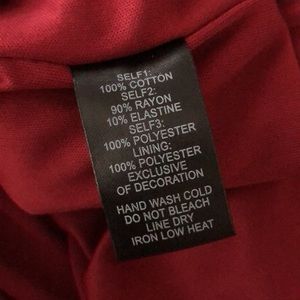 SELF1:
100% COTTON
SELF2:
90% RAYON
10% ELASTINE
SELF3:
100% POLYESTER
LINING:
100% POLYESTER
EXCLUSIVE
OF DECORATION
HAND WASH COLD
DO NOT BLEACH
LINE DRY
IRON LOW HEAT